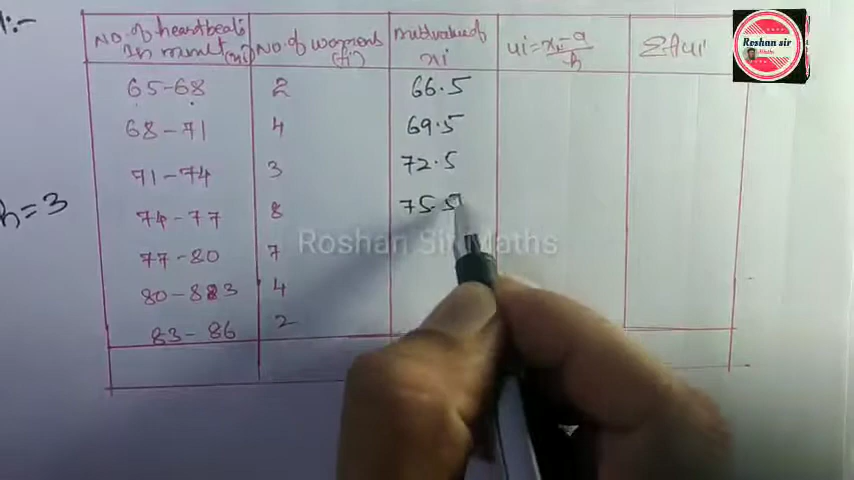 :-
No. of heartbeats No. of womens midvalue of ui = xi-a/h Σfiui
In minute(xi) (fi) xi
65-68 2 66.5
68-71 4 69.5
71-74 3 72.5
h=3
74-77 8 75.5
77-80 7
80-83 4
83-86 2
Roshan Sir Maths
Roshan sir
Maths